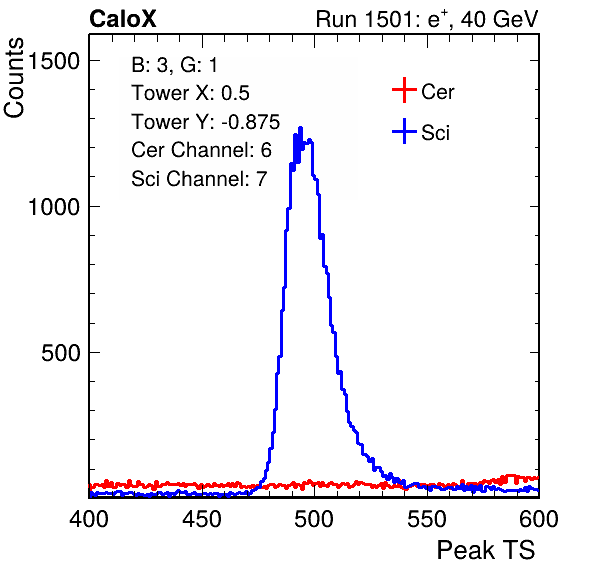 CaloX Run 1501: e⁺, 40 GeV
Counts
1500
1000
500
B: 3, G: 1
Tower X: 0.5
Tower Y: -0.875
Cer Channel: 6
Sci Channel: 7
Cer
Sci
400 450 500 550 600
Peak TS